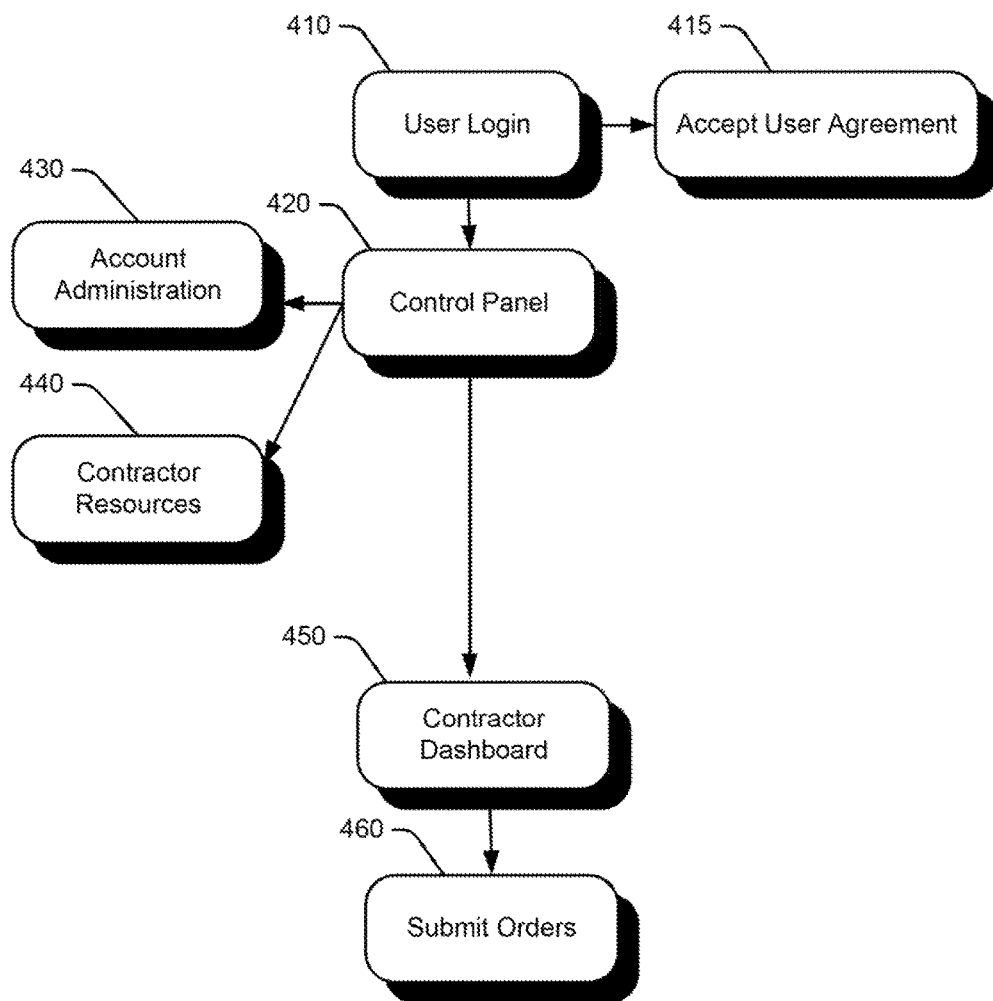 410
User Login
415
Accept User Agreement
430
Account
Administration
420
Control Panel
440
Contractor
Resources
450
Contractor
Dashboard
460
Submit Orders